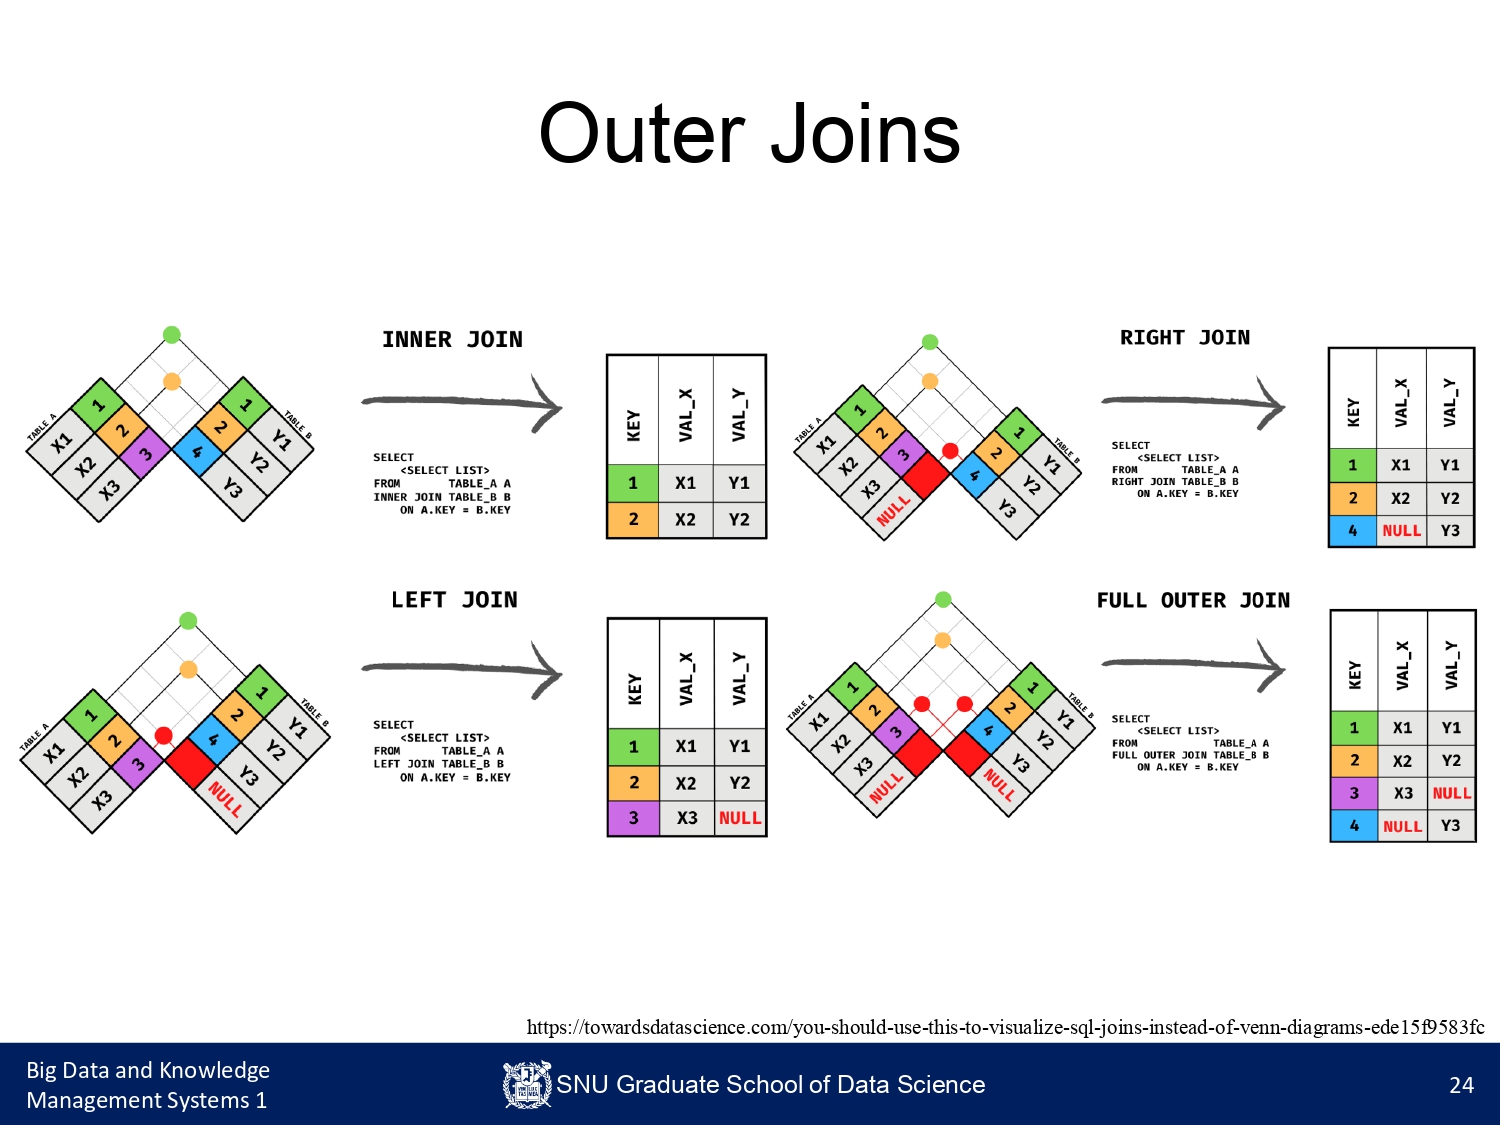 Outer Joins
INNER JOIN
TABLE A
1
2
3
X1
X2
X3
TABLE B
1
2
4
Y1
Y2
Y3
SELECT
<SELECT LIST>
FROM TABLE_A A
INNER JOIN TABLE_B B
ON A.KEY = B.KEY
KEY VAL_X VAL_Y
1 X1 Y1
2 X2 Y2
RIGHT JOIN
TABLE A
1
2
3
X1
X2
X3
NULL
TABLE B
1
2
4
Y1
Y2
Y3
SELECT
<SELECT LIST>
FROM TABLE_A A
RIGHT JOIN TABLE_B B
ON A.KEY = B.KEY
KEY VAL_X VAL_Y
1 X1 Y1
2 X2 Y2
4 NULL Y3
LEFT JOIN
TABLE A
1
2
3
X1
X2
X3
TABLE B
1
2
4
Y1
Y2
Y3
NULL
SELECT
<SELECT LIST>
FROM TABLE_A A
LEFT JOIN TABLE_B B
ON A.KEY = B.KEY
KEY VAL_X VAL_Y
1 X1 Y1
2 X2 Y2
3 X3 NULL
FULL OUTER JOIN
TABLE A
1
2
3
X1
X2
X3
NULL
TABLE B
1
2
4
Y1
Y2
Y3
NULL
SELECT
<SELECT LIST>
FROM TABLE_A A
FULL OUTER JOIN TABLE_B B
ON A.KEY = B.KEY
KEY VAL_X VAL_Y
1 X1 Y1
2 X2 Y2
3 X3 NULL
4 NULL Y3
https://towardsdatascience.com/you-should-use-this-to-visualize-sql-joins-instead-of-venn-diagrams-ede15f9583fc
Big Data and Knowledge
Management Systems 1
SNU Graduate School of Data Science
24